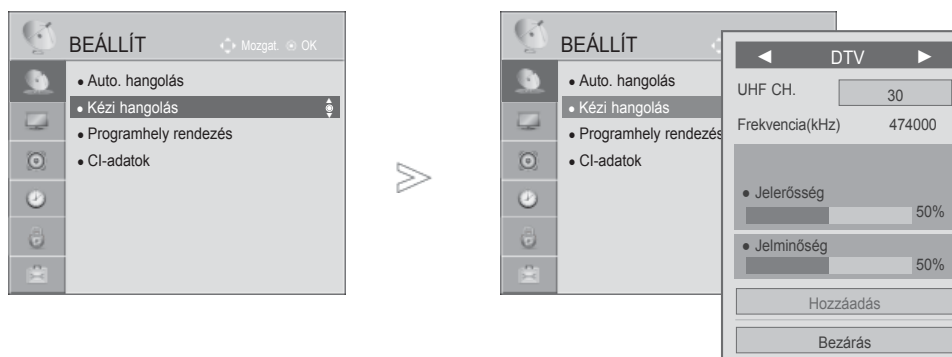 BEÁLLÍT Mozgat. OK
• Auto. hangolás
• Kézi hangolás
• Programhely rendezés
• CI-adatok
BEÁLLÍT
• Auto. hangolás
• Kézi hangolás
• Programhely rendezés
• CI-adatok
◄ DTV ►
UHF CH. 30
Frekvencia(kHz) 474000
• Jelerősség
50%
• Jelminőség
50%
Hozzáadás
Bezárás